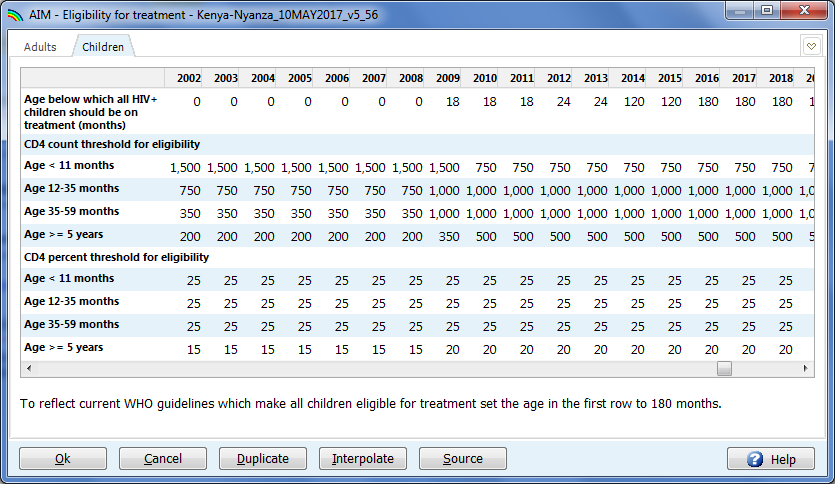 AIM - Eligibility for treatment - Kenya-Nyanza_10MAY2017_v5_56
Adults Children
2002 2003 2004 2005 2006 2007 2008 2009 2010 2011 2012 2013 2014 2015 2016 2017 2018
Age below which all HIV+ 0 0 0 0 0 0 0 18 18 18 24 24 120 120 180 180 180
children should be on
treatment (months)
CD4 count threshold for eligibility
Age < 11 months 1,500 1,500 1,500 1,500 1,500 1,500 1,500 1,500 750 750 750 750 750 750 750 750 750
Age 12-35 months 750 750 750 750 750 750 750 1,000 1,000 1,000 1,000 1,000 1,000 1,000 1,000 1,000 1,000
Age 35-59 months 350 350 350 350 350 350 350 1,000 1,000 1,000 1,000 1,000 1,000 1,000 1,000 1,000 1,000
Age >= 5 years 200 200 200 200 200 200 200 350 500 500 500 500 500 500 500 500 500
CD4 percent threshold for eligibility
Age < 11 months 25 25 25 25 25 25 25 25 25 25 25 25 25 25 25 25 25
Age 12-35 months 25 25 25 25 25 25 25 25 25 25 25 25 25 25 25 25 25
Age 35-59 months 25 25 25 25 25 25 25 25 25 25 25 25 25 25 25 25 25
Age >= 5 years 15 15 15 15 15 15 15 20 20 20 20 20 20 20 20 20 20
To reflect current WHO guidelines which make all children eligible for treatment set the age in the first row to 180 months.
Ok Cancel Duplicate Interpolate Source Help